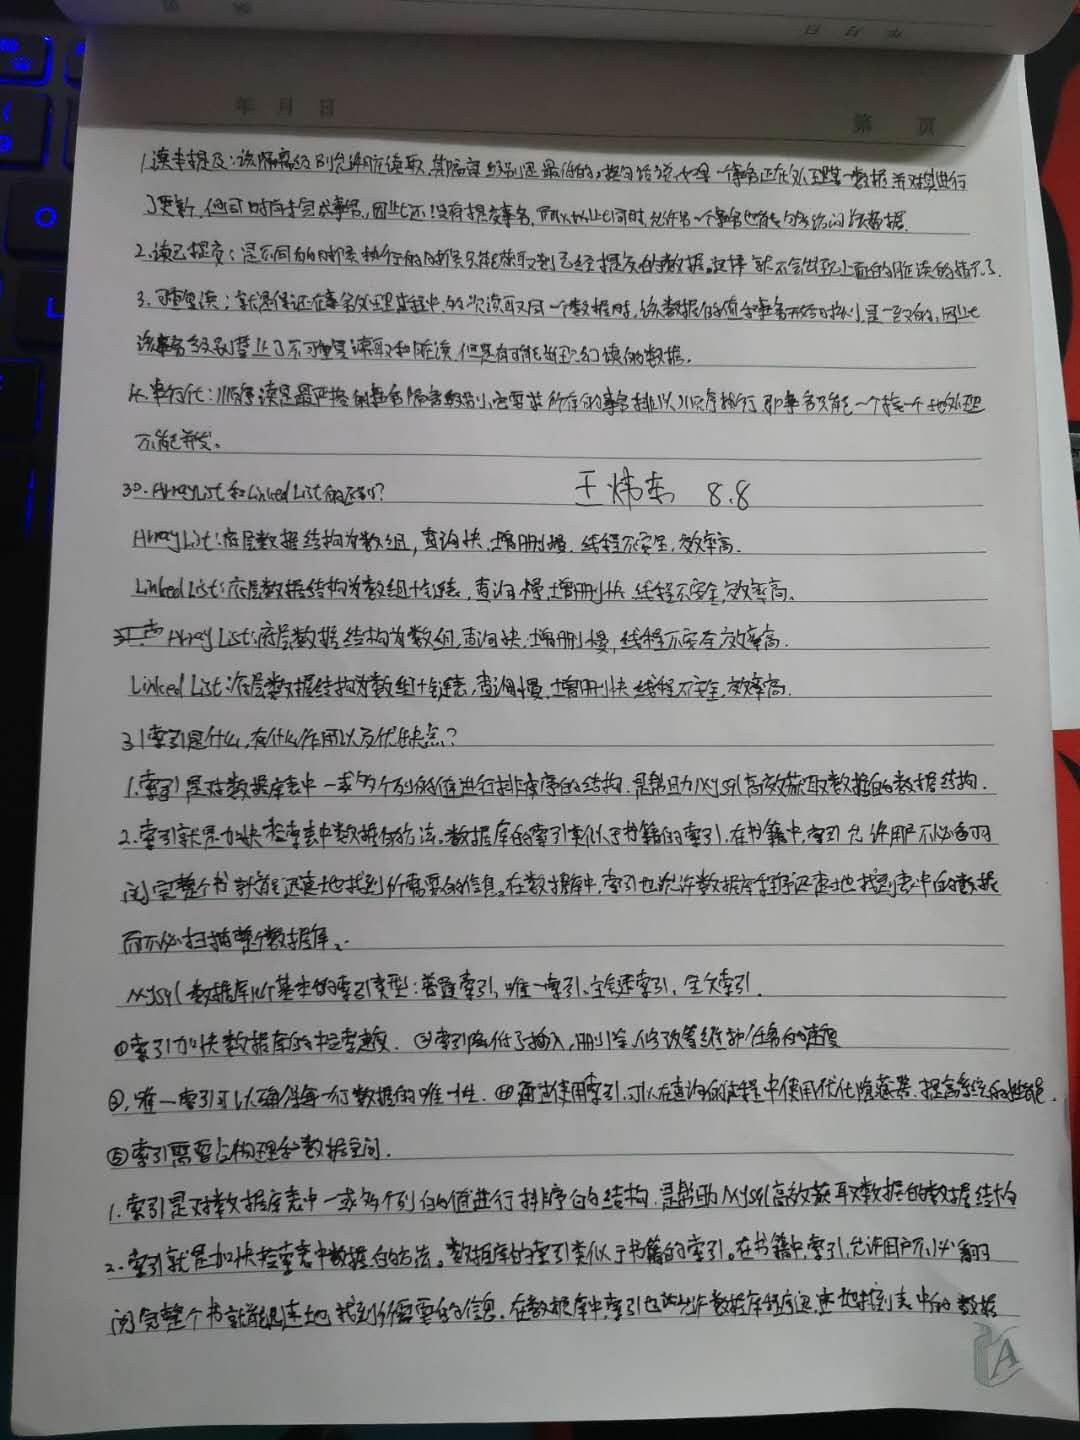 年 月 日
第 页
1.读未提及：该隔离级别允许脏读取，其隔离级别是最低的。换句话说，如果一个事务正在处理某一数据，并对其进行
了更新，但同时尚未完成事务，因此还没有提交事务，而以此同时，允许另一个事务也能够访问该数据。
2.读已提交：是不同的事务执行的时候只能获取到已经提交的数据。这样就不会出现上面的脏读的情况了
3.可重复读：就是保证在事务处理过程中，多次读取同一个数据时，该数据的值和事务开始时刻是一致的，因此
该事务级别禁止了不可重复读取和脏读，但是有可能出现幻读的数据。
4.串行化：顺序读是最严格的事务隔离级别，它要求所有的事务排队顺序执行，即事务只能一个接一个地处理
不能并发。
30.ArrayList和LinkedList的区别？
王炜 8.8
ArrayList：底层数据结构为数组，查询快，增删慢，线程不安全，效率高。
LinkedList：底层数据结构为数组+链表，查询慢，增删快，线程不安全，效率高。
ArrayList：底层数据结构为数组，查询快，增删慢，线程不安全，效率高。
LinkedList：底层数据结构为数组+链表，查询慢，增删快，线程不安全，效率高。
31索引是什么，有什么作用以及优缺点？
1.索引是对数据库表中一或多个列的值进行排序的结构，是帮助Mysql高效获取数据的数据结构.
2.索引就是加快检索表中数据的方法。数据库的索引类似于书籍的索引，在书籍中，索引允许用户不必翻
阅完整个书就能迅速地找到所需要的信息。在数据库中，索引也允许数据库程序迅速地找到表中的数据
而不必扫描整个数据库。
Mysql数据库几个基本的索引类型：普通索引，唯一索引、主键索引、全文索引.
①索引加快数据库的检索速度. ②索引降低了插入，删除，修改等维护任务的速度
③，唯一索引可以确保每一行数据的唯一性. ④通过使用索引，可以在查询的过程中使用优化隐藏器，提高系统的性能.
⑤索引需要占物理和数据空间.
1.索引是对数据库表中一或多个列的值进行排序的结构，是帮助Mysql高效获取数据的数据结构
2.索引就是加快检索表中数据的方法。数据库的索引类似于书籍的索引。在书籍中，索引允许用户不必翻
阅完整个书就能迅速地找到所需要的信息，在数据库中，索引也允许数据库程序迅速地找到表中的数据